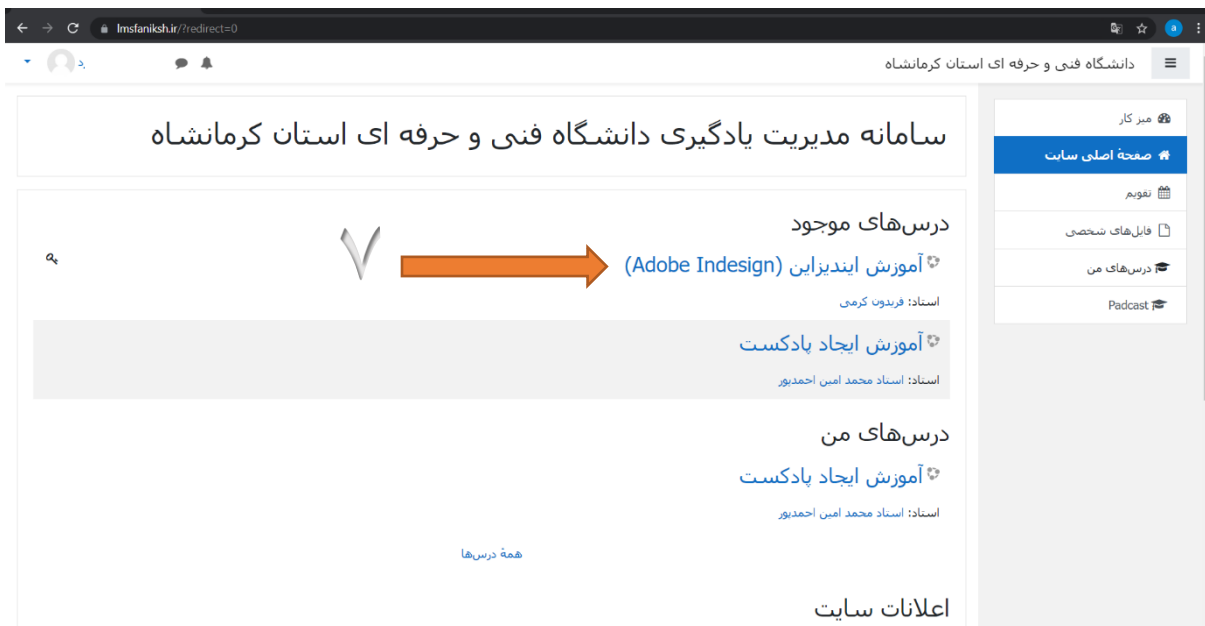 lmsfaniksh.ir/?redirect=0
a
دانشگاه فنی و حرفه ای استان کرمانشاه
د
میز کار
صفحهٔ اصلی سایت
تقویم
فایل‌های شخصی
درس‌های من
Padcast
سامانه مدیریت یادگیری دانشگاه فنی و حرفه ای استان کرمانشاه
درس‌های موجود
۷
آموزش ایندیزاین (Adobe Indesign)
استاد: فریدون کرمی
آموزش ایجاد پادکست
استاد: استاد محمد امین احمدپور
درس‌های من
آموزش ایجاد پادکست
استاد: استاد محمد امین احمدپور
همهٔ درس‌ها
اعلانات سایت